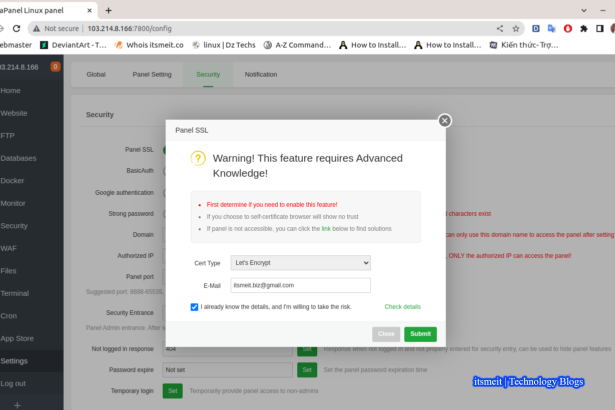 aPanel Linux panel
Not secure | 103.214.8.166:7800/config
ebmaster
DeviantArt - T…
Whois itsmeit.co
linux | Dz Techs
A-Z Command…
How to Install…
How to Install…
Kiến thức-Trợ…
03.214.8.166
0
Home
Website
FTP
Databases
Docker
Monitor
Security
WAF
Files
Terminal
Cron
App Store
Settings
Log out
Global
Panel Setting
Security
Notification
Security
Panel SSL
BasicAuth
Google authentication
Strong password
characters exist
Domain
can only use this domain name to access the panel after setting
Authorized IP
, ONLY the authorized IP can access the panel!
Panel port
Suggested port: 8888-65535,
Security Entrance
Panel Admin entrance. After s
Panel SSL
Warning! This feature requires Advanced
Knowledge!
First determine if you need to enable this feature!
If you choose to self-certificate browser will show no trust
If panel is not accessible, you can click the link below to find solutions
Cert Type
Let's Encrypt
E-Mail
itsmeit.biz@gmail.com
I already know the details, and I'm willing to take the risk.
Check details
Close
Submit
Not logged in response
404
Set
Response when not logged in and not properly entered for security entry, can be used to hide panel features
Password expire
Not set
Set
Set the panel password expiration time
Temporary login
Set
Temporarily provide panel access to non-admins
itsmeit | Technology Blogs